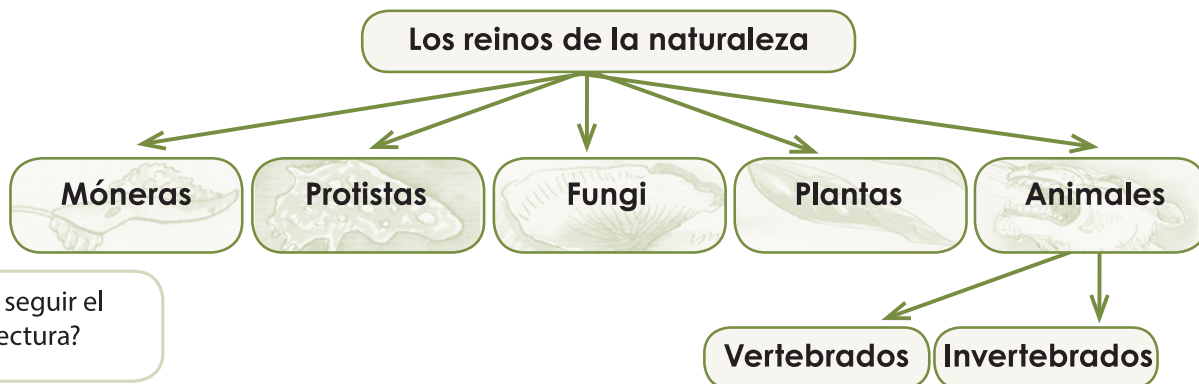 Los reinos de la naturaleza
Móneras
Protistas
Fungi
Plantas
Animales
seguir el
ectura?
Vertebrados
Invertebrados